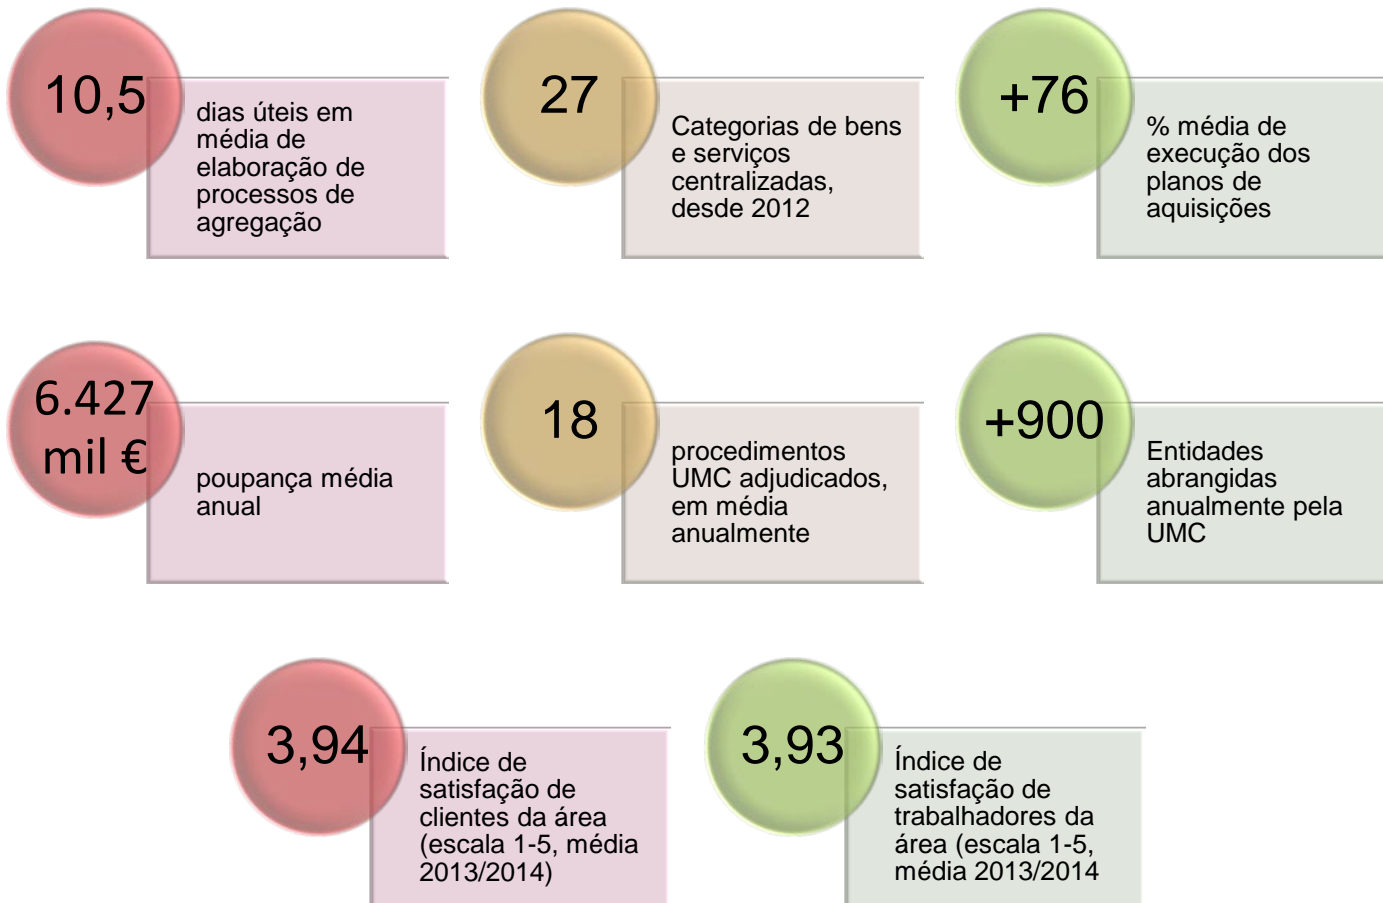 10,5
dias úteis em
média de
elaboração de
processos de
agregação
27
Categorias de bens
e serviços
centralizadas,
desde 2012
+76
% média de
execução dos
planos de
aquisições
6.427
mil €
poupança média
anual
18
procedimentos
UMC adjudicados,
em média
anualmente
+900
Entidades
abrangidas
anualmente pela
UMC
3,94
Índice de
satisfação de
clientes da área
(escala 1-5, média
2013/2014)
3,93
Índice de
satisfação de
trabalhadores da
área (escala 1-5,
média 2013/2014